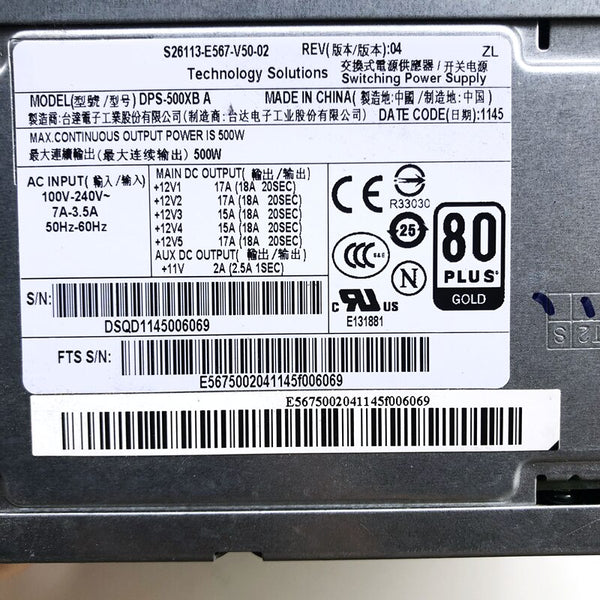 S26113-E567-V50-02 REV(版本/版本):04 ZL
Technology Solutions 交換式電源供應器/开关电源
Switching Power Supply
MODEL(型號/型号) DPS-500XB A MADE IN CHINA(製造地:中國/制造地:中国)
製造商:台達電子工業股份有限公司(制造商:台达电子工业股份有限公司) DATE CODE(日期):1145
MAX.CONTINUOUS OUTPUT POWER IS 500W
最大連續輸出(最大连续输出) 500W
AC INPUT(輸入/输入)
100V-240V~
7A-3.5A
50Hz-60Hz
MAIN DC OUTPUT(輸出/输出)
+12V1 17A (18A 20SEC)
+12V2 17A (18A 20SEC)
+12V3 15A (18A 20SEC)
+12V4 15A (18A 20SEC)
+12V5 17A (18A 20SEC)
AUX DC OUTPUT(輸出/输出)
+11V 2A (2.5A 1SEC)
CE
R33030
25
CCC S&E
N
c UL US
E131881
80
PLUS
GOLD
S/N:
DSQD1145006069
FTS S/N:
E5675002041145f006069
E5675002041145f006069
T2S